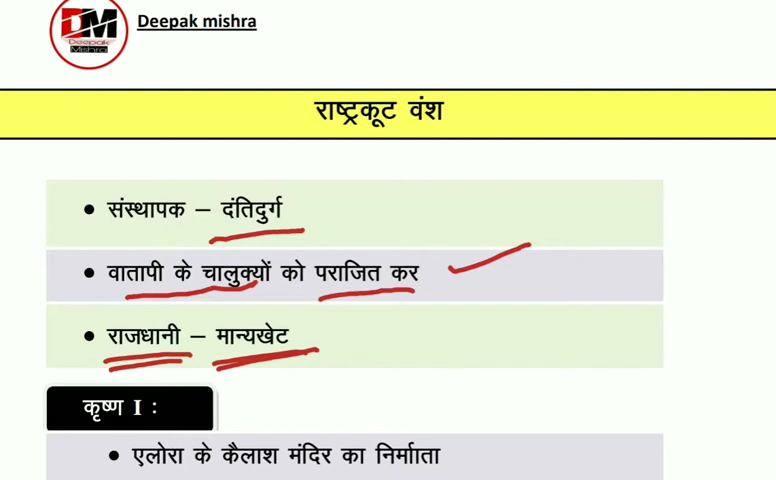 DM
Deepak
Mishra
Deepak mishra
राष्ट्रकूट वंश
• संस्थापक – दंतिदुर्ग
• वातापी के चालुक्यों को पराजित कर
• राजधानी – मान्यखेट
कृष्ण I :
• एलोरा के कैलाश मंदिर का निर्मााता